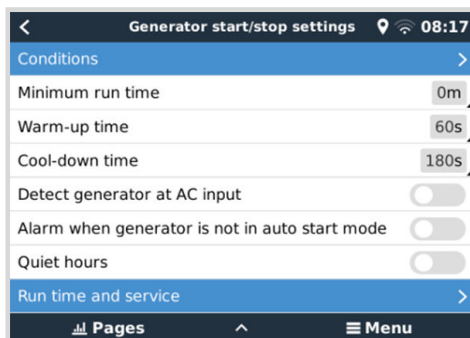 Generator start/stop settings 08:17
Conditions
Minimum run time 0m
Warm-up time 60s
Cool-down time 180s
Detect generator at AC input
Alarm when generator is not in auto start mode
Quiet hours
Run time and service
Pages Menu